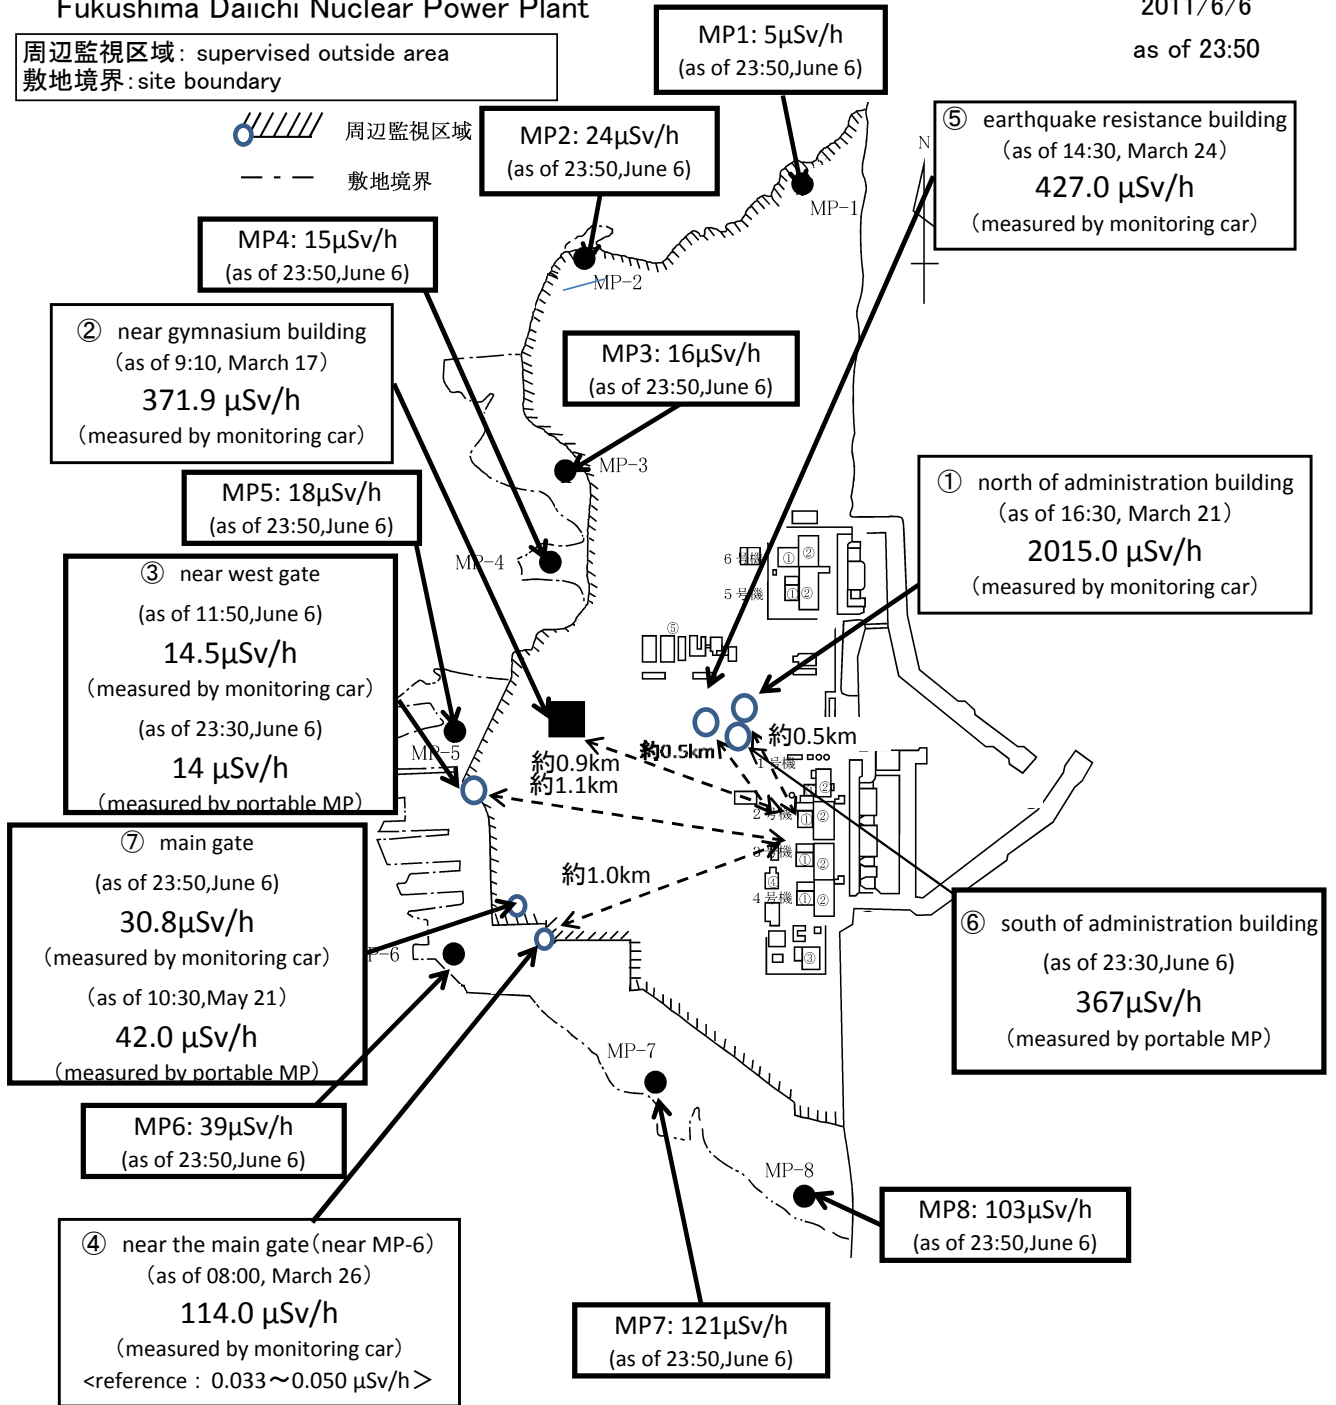 Fukushima Daiichi Nuclear Power Plant
2011/6/6
as of 23:50
周辺監視区域: supervised outside area
敷地境界:site boundary
周辺監視区域
敷地境界
MP1: 5μSv/h
(as of 23:50,June 6)
MP2: 24μSv/h
(as of 23:50,June 6)
⑤ earthquake resistance building
(as of 14:30, March 24)
427.0 μSv/h
(measured by monitoring car)
N
MP-1
MP4: 15μSv/h
(as of 23:50,June 6)
MP-2
② near gymnasium building
(as of 9:10, March 17)
371.9 μSv/h
(measured by monitoring car)
MP3: 16μSv/h
(as of 23:50,June 6)
MP-3
MP5: 18μSv/h
(as of 23:50,June 6)
① north of administration building
(as of 16:30, March 21)
2015.0 μSv/h
(measured by monitoring car)
MP-4
6号機
① ②
5号機
① ②
③ near west gate
(as of 11:50,June 6)
14.5μSv/h
(measured by monitoring car)
(as of 23:30,June 6)
14 μSv/h
(measured by portable MP)
⑤
MP-5
約0.9km
約1.1km
約0.5km
約0.5km
1号機
②
2号機
① ②
3号機
① ②
④
4号機
① ②
③
約1.0km
⑦ main gate
(as of 23:50,June 6)
30.8μSv/h
(measured by monitoring car)
(as of 10:30,May 21)
42.0 μSv/h
(measured by portable MP)
P-6
⑥ south of administration building
(as of 23:30,June 6)
367μSv/h
(measured by portable MP)
MP-7
MP6: 39μSv/h
(as of 23:50,June 6)
MP-8
MP8: 103μSv/h
(as of 23:50,June 6)
④ near the main gate(near MP-6)
(as of 08:00, March 26)
114.0 μSv/h
(measured by monitoring car)
<reference : 0.033～0.050 μSv/h＞
MP7: 121μSv/h
(as of 23:50,June 6)